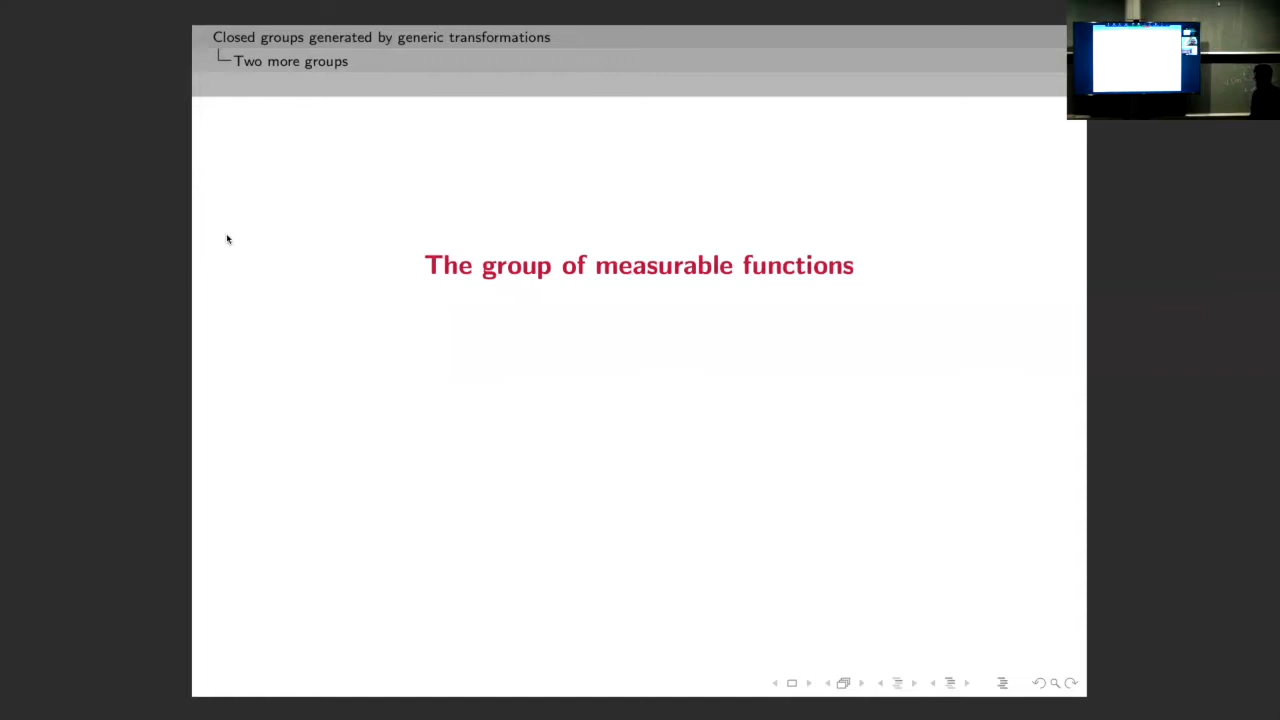 Closed groups generated by generic transformations
Two more groups
The group of measurable functions